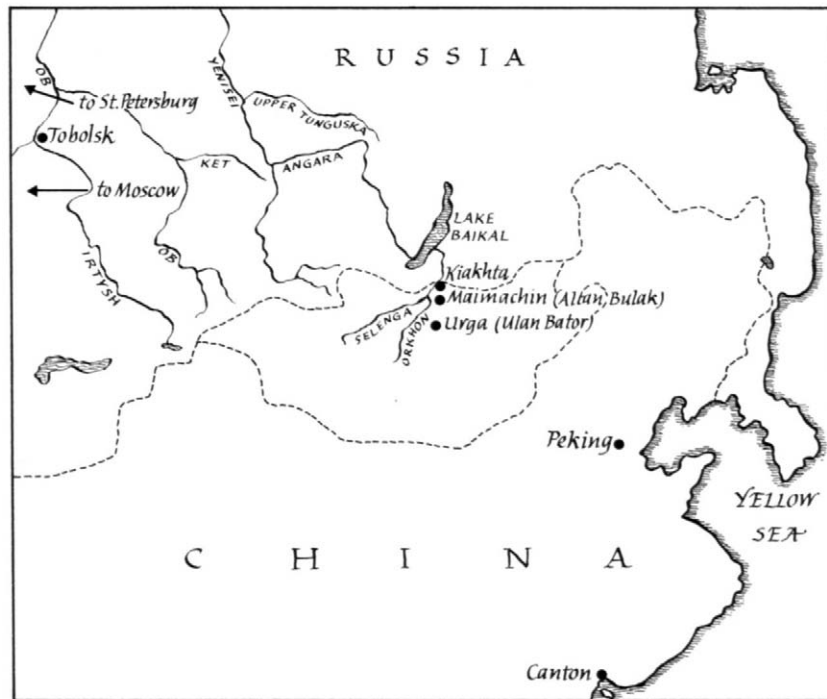 RUSSIA
OB
to St. Petersburg
YENISEI
UPPER TUNGUSKA
Tobolsk
KET
ANGARA
to Moscow
LAKE
BAIKAL
IRTYSH
OB
Kiakhta
Maimachin (Altan, Bulak)
SELENGA
ORKHON
Urga (Ulan Bator)
Peking
YELLOW
SEA
CHINA
Canton